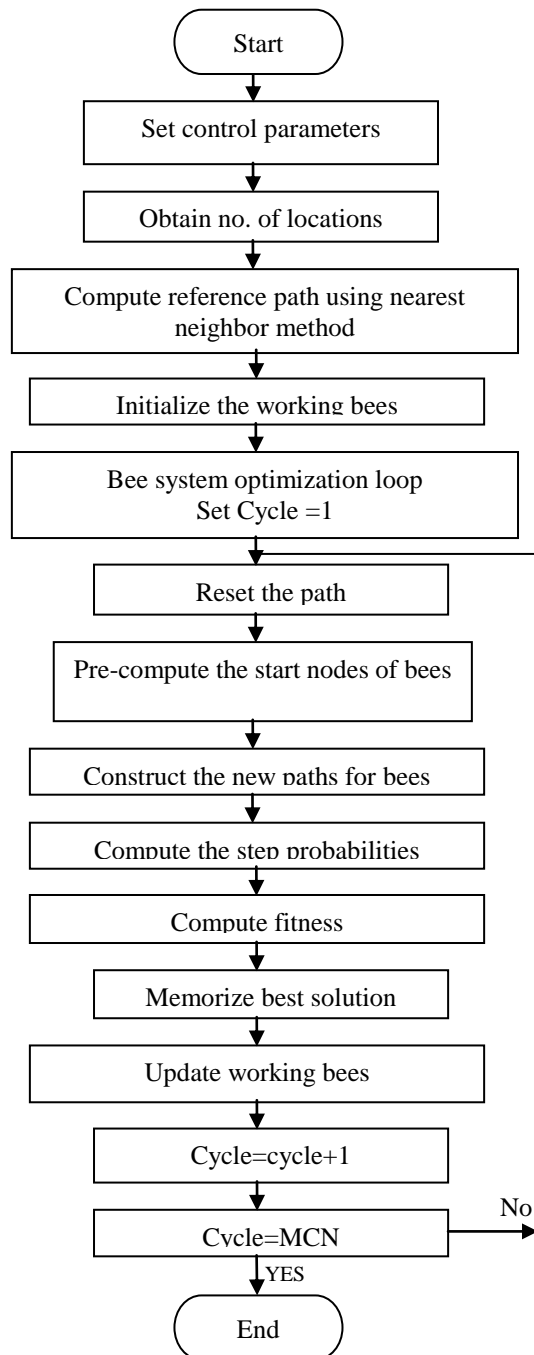 Start
Set control parameters
Obtain no. of locations
Compute reference path using nearest
neighbor method
Initialize the working bees
Bee system optimization loop
Set Cycle =1
Reset the path
Pre-compute the start nodes of bees
Construct the new paths for bees
Compute the step probabilities
Compute fitness
Memorize best solution
Update working bees
Cycle=cycle+1
No
Cycle=MCN
YES
End